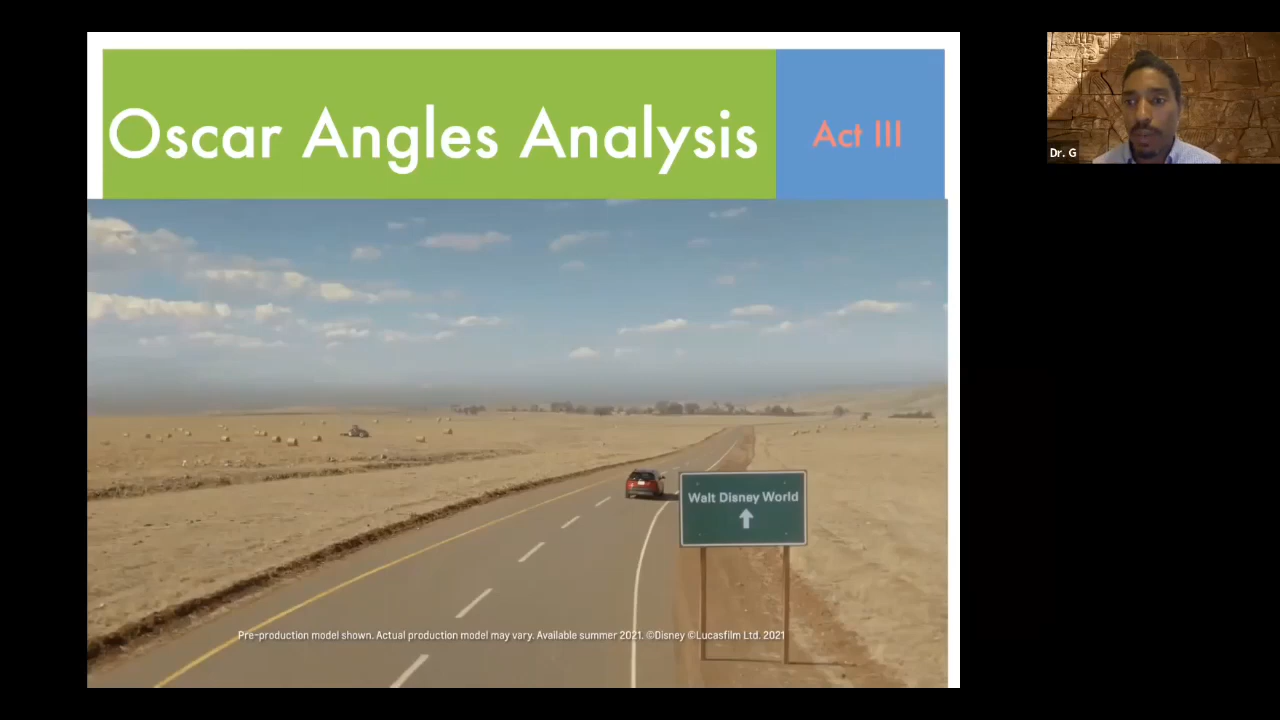 Oscar Angles Analysis
Act III
Dr. G
Walt Disney World
Pre-production model shown. Actual production model may vary. Available summer 2021. ©Disney ©Lucasfilm Ltd. 2021